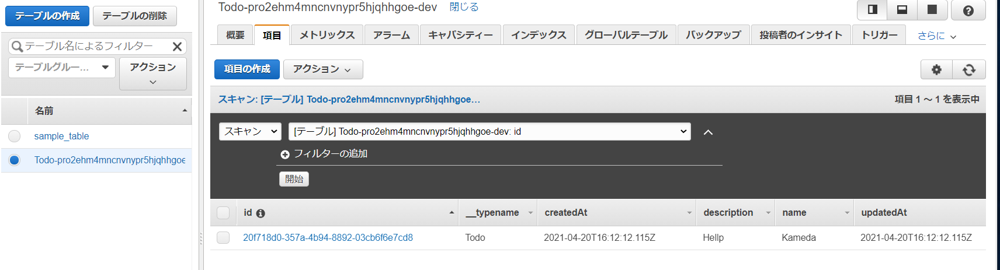 テーブルの作成 テーブルの削除
テーブル名によるフィルター
テーブルグルー... アクション
名前
sample_table
Todo-pro2ehm4mncnvnypr5hjqhhgoe
Todo-pro2ehm4mncnvnypr5hjqhhgoe-dev 閉じる
概要 項目 メトリックス アラーム キャパシティー インデックス グローバルテーブル バックアップ 投稿者のインサイト トリガー さらに
項目の作成 アクション
スキャン: [テーブル] Todo-pro2ehm4mncnvnypr5hjqhhgoe... 項目 1 ～ 1 を表示中
スキャン [テーブル] Todo-pro2ehm4mncnvnypr5hjqhhgoe-dev: id
フィルターの追加
開始
id __typename createdAt description name updatedAt
20f718d0-357a-4b94-8892-03cb6f6e7cd8 Todo 2021-04-20T16:12:12.115Z Hellp Kameda 2021-04-20T16:12:12.115Z